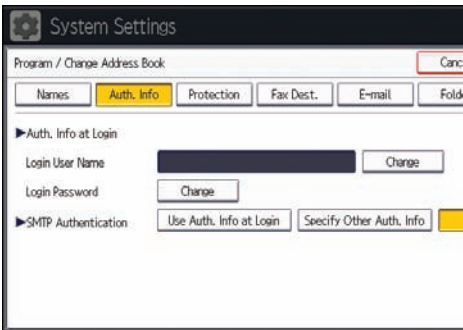 System Settings
Program / Change Address Book Canc
Names Auth. Info Protection Fax Dest. E-mail Folde
►Auth. Info at Login
Login User Name Change
Login Password Change
►SMTP Authentication Use Auth. Info at Login Specify Other Auth. Info